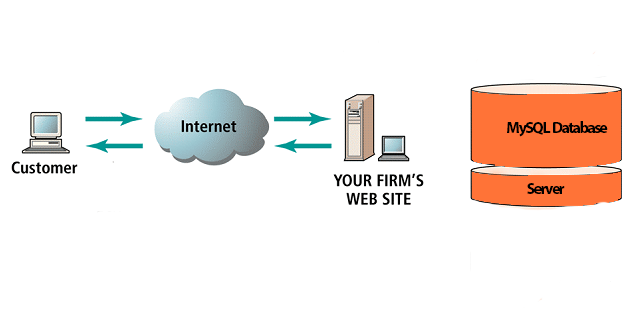 Customer
Internet
YOUR FIRM'S
WEB SITE
MySQL Database
Server